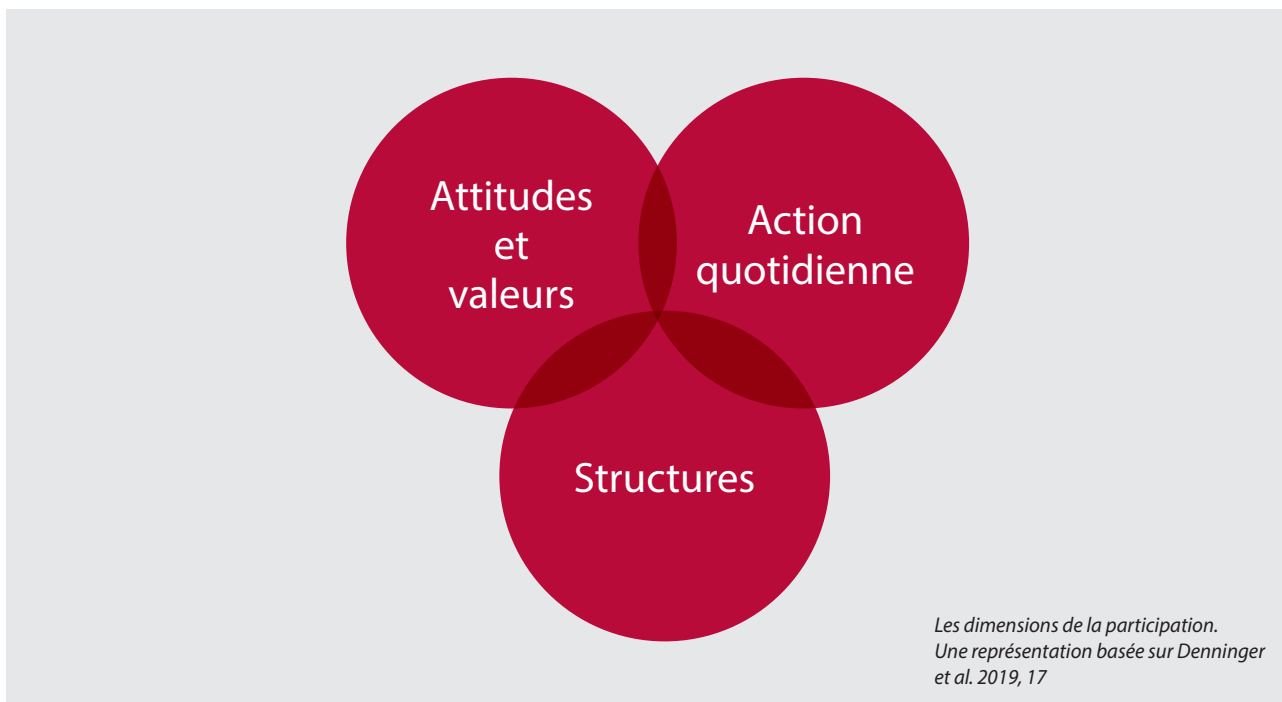 Attitudes
et
valeurs
Action
quotidienne
Structures
Les dimensions de la participation.
Une représentation basée sur Denninger
et al. 2019, 17